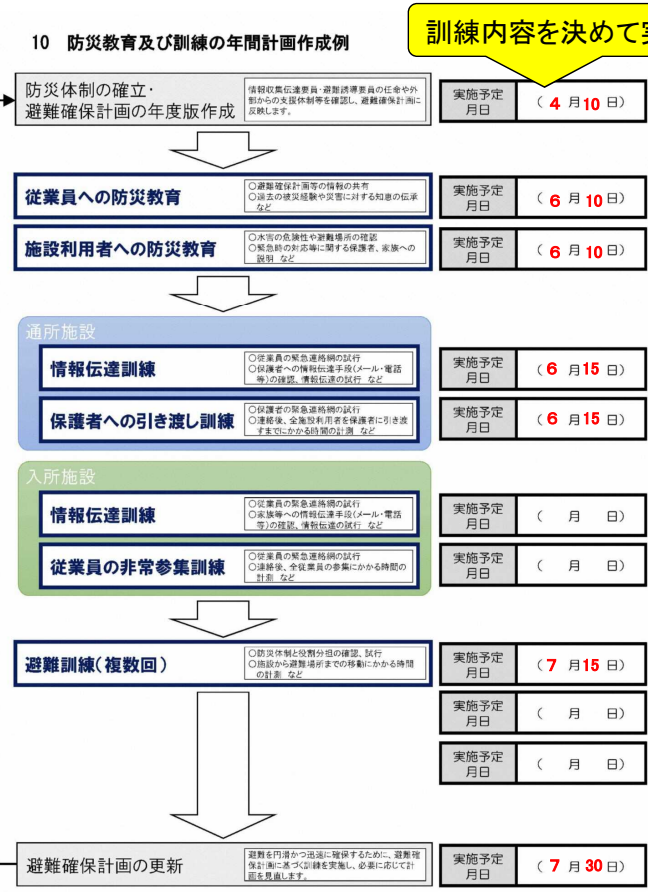 訓練内容を決めて実
10 防災教育及び訓練の年間計画作成例
防災体制の確立・
避難確保計画の年度版作成
情報収集伝達要員・避難誘導要員の任命や外
部からの支援体制等を確認し、避難確保計画に
反映します。
実施予定
月日
（ 4 月10 日）
従業員への防災教育
○避難確保計画等の情報の共有
○過去の被災経験や災害に対する知恵の伝承
など
実施予定
月日
（ 6 月 10 日）
施設利用者への防災教育
○水害の危険性や避難場所の確認
○緊急時の対応等に関する保護者、家族への
説明 など
実施予定
月日
（ 6 月 10 日）
通所施設
情報伝達訓練
○従業員の緊急連絡網の試行
○保護者への情報伝達手段(メール・電話
等)の確認、情報伝達の試行 など
実施予定
月日
（ 6 月15 日）
保護者への引き渡し訓練
○保護者の緊急連絡網の試行
○連絡後、全施設利用者を保護者に引き渡
すまでにかかる時間の計測 など
実施予定
月日
（ 6 月15 日）
入所施設
情報伝達訓練
○従業員の緊急連絡網の試行
○家族等への情報伝達手段(メール・電話
等)の確認、情報伝達の試行 など
実施予定
月日
（ 月 日）
従業員の非常参集訓練
○従業員の緊急連絡網の試行
○連絡後、全従業員の参集にかかる時間の
計測 など
実施予定
月日
（ 月 日）
避難訓練(複数回)
○防災体制と役割分担の確認、試行
○施設から避難場所までの移動にかかる時間
の計測 など
実施予定
月日
（ 7 月15 日）
実施予定
月日
（ 月 日）
実施予定
月日
（ 月 日）
避難確保計画の更新
避難を円滑かつ迅速に確保するために、避難確
保計画に基づく訓練を実施し、必要に応じて計
画を見直します。
実施予定
月日
（ 7 月 30 日）